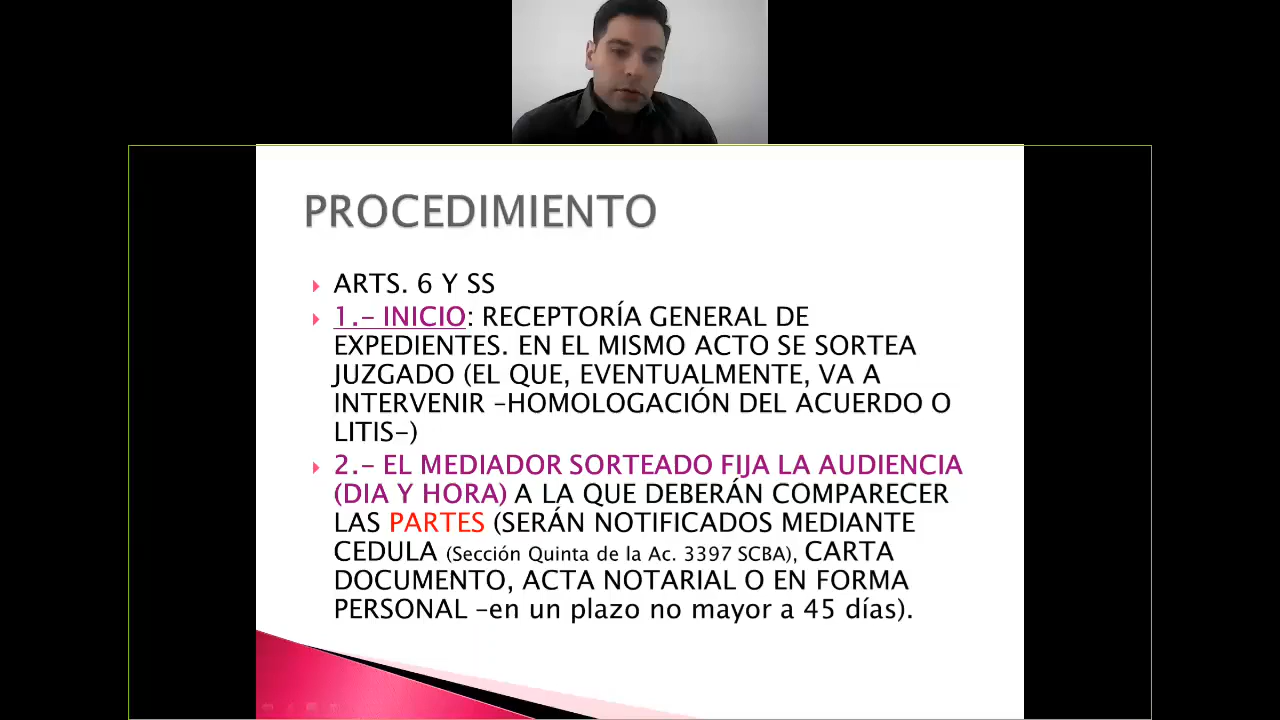 PROCEDIMIENTO
ARTS. 6 Y SS
1.- INICIO: RECEPTORÍA GENERAL DE
EXPEDIENTES. EN EL MISMO ACTO SE SORTEA
JUZGADO (EL QUE, EVENTUALMENTE, VA A
INTERVENIR –HOMOLOGACIÓN DEL ACUERDO O
LITIS-)
2.- EL MEDIADOR SORTEADO FIJA LA AUDIENCIA
(DIA Y HORA) A LA QUE DEBERÁN COMPARECER
LAS PARTES (SERÁN NOTIFICADOS MEDIANTE
CEDULA (Sección Quinta de la Ac. 3397 SCBA), CARTA
DOCUMENTO, ACTA NOTARIAL O EN FORMA
PERSONAL –en un plazo no mayor a 45 días).